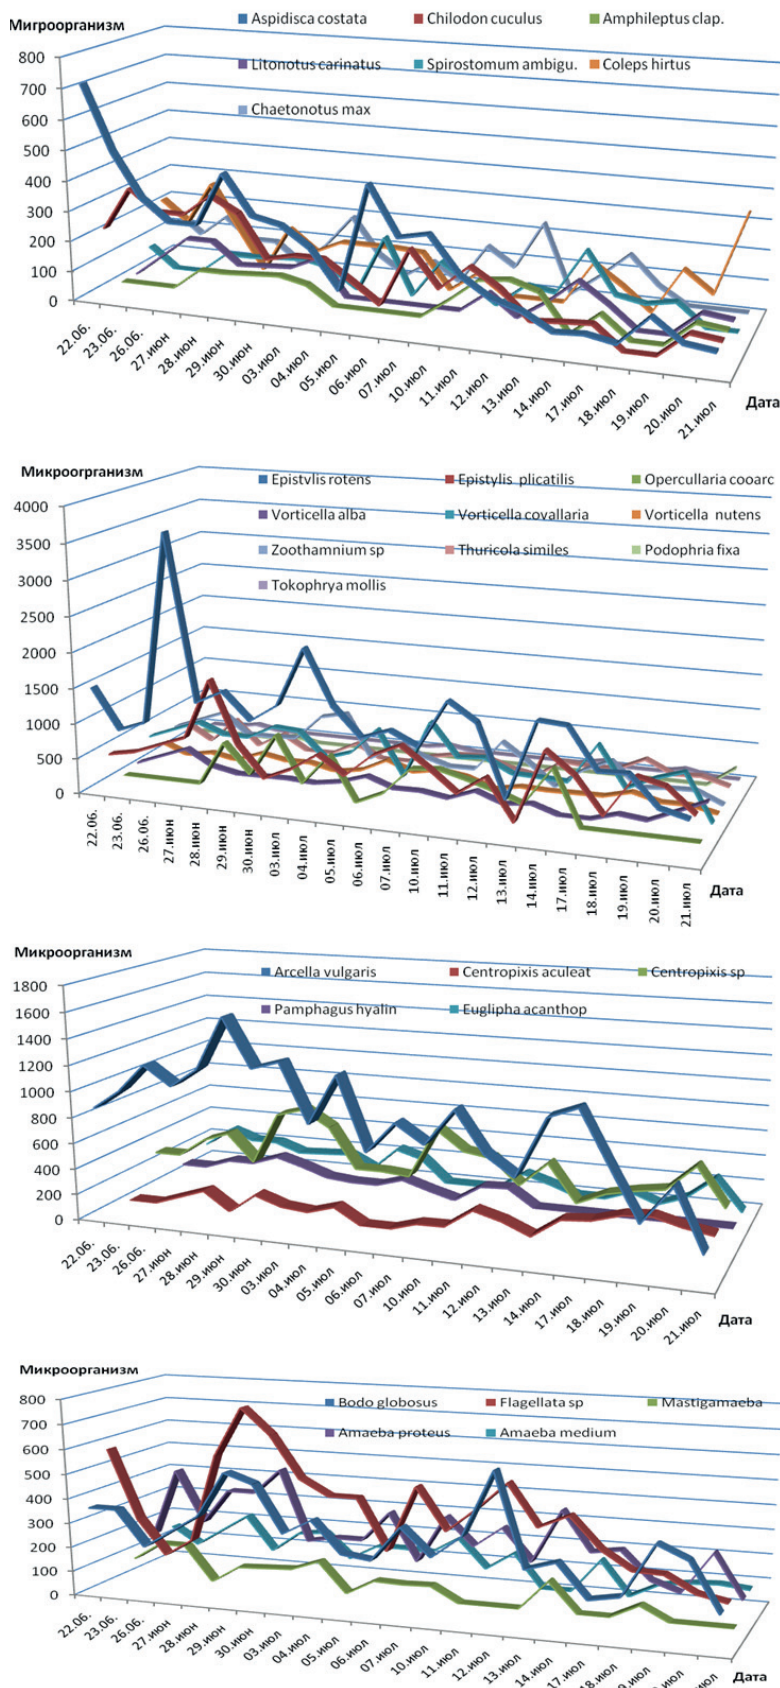 Мигроорганизм
Aspidisca costata Chilodon cuculus Amphileptus clap.
Litonotus carinatus Spirostomum ambigu. Coleps hirtus
Chaetonotus max
800
700
600
500
400
300
200
100
0
22.06.
23.06.
26.06.
27.июн
28.июн
29.июн
30.июн
03.июл
04.июл
05.июл
06.июл
07.июл
10.июл
11.июл
12.июл
13.июл
14.июл
17.июл
18.июл
19.июл
20.июл
21.июл
Дата
Микроогрганизм
Epistvlis rotens Epistylis plicatilis Opercullaria cooarc
Vorticella alba Vorticella covallaria Vorticella nutens
Zoothamnium sp Thuricola similes Podophria fixa
Tokophrya mollis
4000
3500
3000
2500
2000
1500
1000
500
0
22.06.
23.06.
26.06.
27.июн
28.июн
29.июн
30.июн
03.июл
04.июл
05.июл
06.июл
07.июл
10.июл
11.июл
12.июл
13.июл
14.июл
17.июл
18.июл
19.июл
20.июл
21.июл
Дата
Микроорганизм
Arcella vulgaris Centropixis aculeat Centropixis sp
Pamphagus hyalin Euglipha acanthop
1800
1600
1400
1200
1000
800
600
400
200
0
22.06.
23.06.
26.06.
27.июн
28.июн
29.июн
30.июн
03.июл
04.июл
05.июл
06.июл
07.июл
10.июл
11.июл
12.июл
13.июл
14.июл
17.июл
18.июл
19.июл
20.июл
21.июл
Дата
Микроорганизм
Bodo globosus Flagellata sp Mastigamaeba
Amaeba proteus Amaeba medium
800
700
600
500
400
300
200
100
0
22.06.
23.06.
26.06.
27.июн
28.июн
29.июн
30.июн
03.июл
04.июл
05.июл
06.июл
07.июл
10.июл
11.июл
12.июл
13.июл
14.июл
17.июл
18.июл
19.июл
Дата